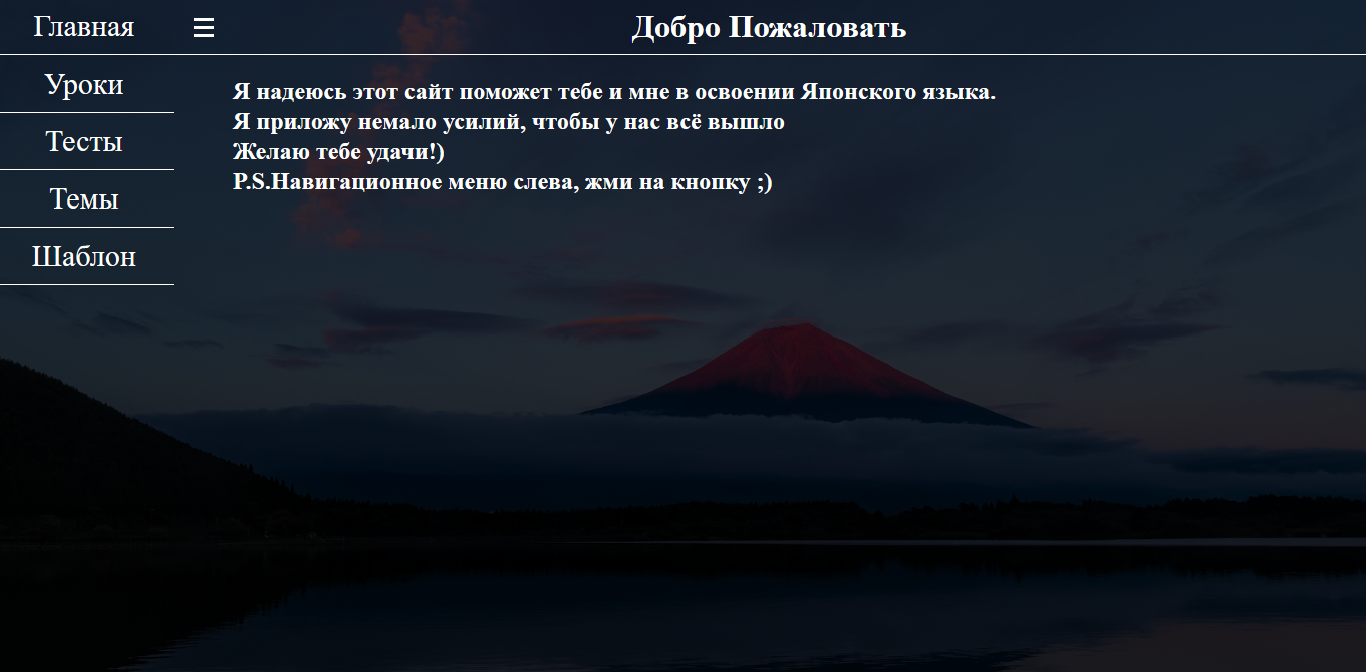 Главная
Добро Пожаловать
Уроки
Тесты
Темы
Шаблон
Я надеюсь этот сайт поможет тебе и мне в освоении Японского языка.
Я приложу немало усилий, чтобы у нас всё вышло
Желаю тебе удачи!)
P.S.Навигационное меню слева, жми на кнопку ;)